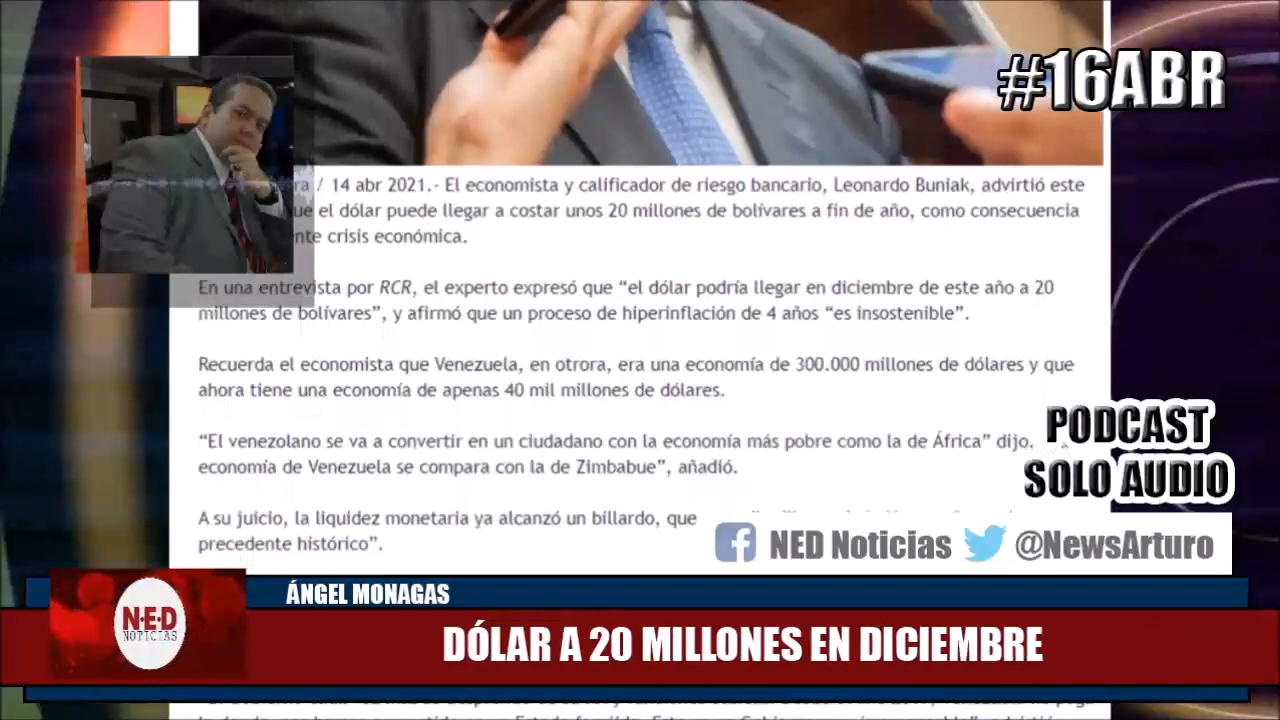 #16ABR
/ 14 abr 2021.- El economista y calificador de riesgo bancario, Leonardo Buniak, advirtió este
el dólar puede llegar a costar unos 20 millones de bolívares a fin de año, como consecuencia
crisis económica.
En una entrevista por RCR, el experto expresó que “el dólar podría llegar en diciembre de este año a 20
millones de bolívares”, y afirmó que un proceso de hiperinflación de 4 años “es insostenible”.
Recuerda el economista que Venezuela, en otrora, era una economía de 300.000 millones de dólares y que
ahora tiene una economía de apenas 40 mil millones de dólares.
“El venezolano se va a convertir en un ciudadano con la economía más pobre como la de África” dijo.
economía de Venezuela se compara con la de Zimbabue”, añadió.
PODCAST
SOLO AUDIO
A su juicio, la liquidez monetaria ya alcanzó un billardo, que
precedente histórico”.
NED Noticias @NewsArturo
ÁNGEL MONAGAS
N·E·D
NOTICIAS
DÓLAR A 20 MILLONES EN DICIEMBRE